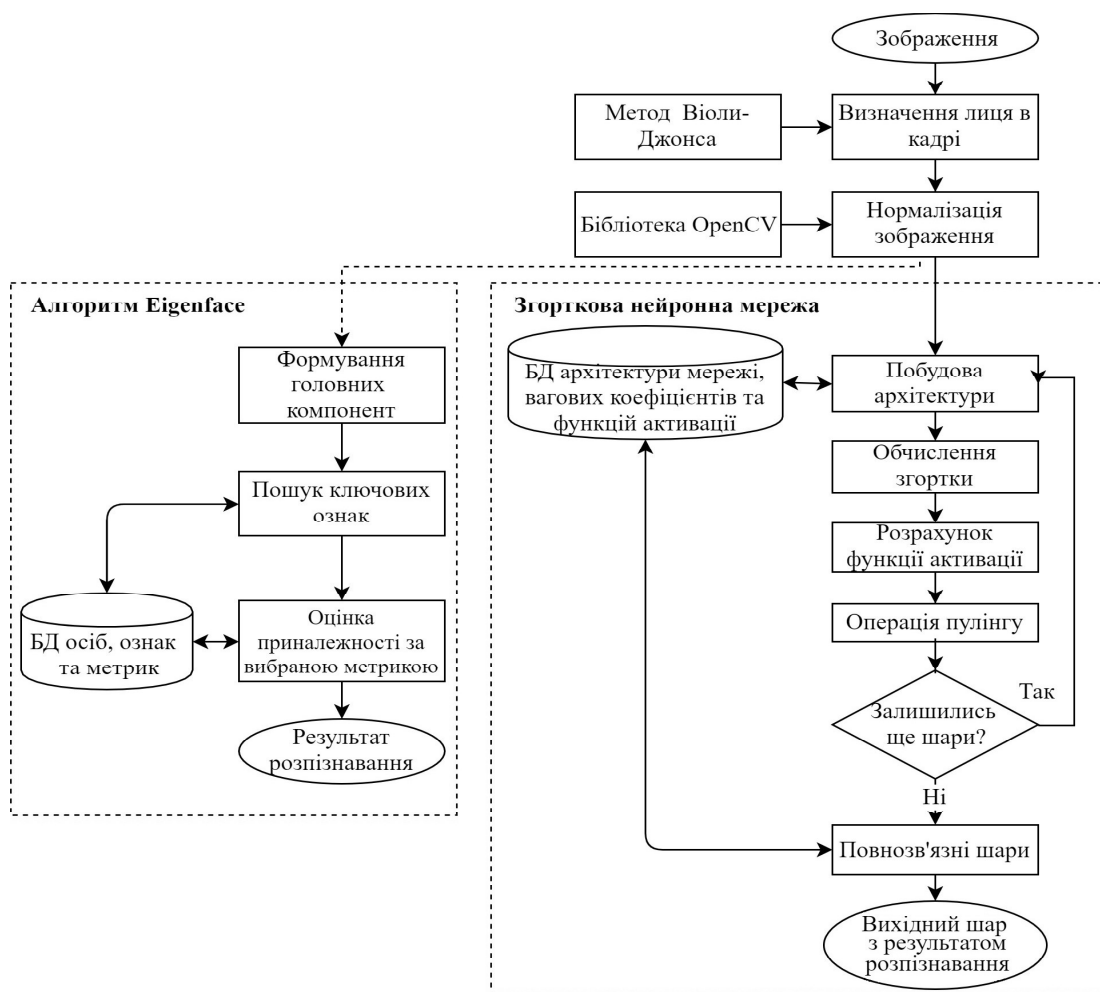 Зображення
Метод Віоли-
Джонса
Визначення лиця в
кадрі
Бібліотека OpenCV
Нормалізація
зображення
Алгоритм Eigenface
Формування
головних
компонент
Пошук ключових
ознак
БД осіб, ознак
та метрик
Оцінка
приналежності за
вибраною метрикою
Результат
розпізнавання
Згорткова нейронна мережа
БД архітектури мережі,
вагових коефіцієнтів та
функцій активації
Побудова
архітектури
Обчислення
згортки
Розрахунок
функції активації
Операція пулінгу
Залишились
ще шари?
Так
Ні
Повнозв'язні шари
Вихідний шар
з результатом
розпізнавання